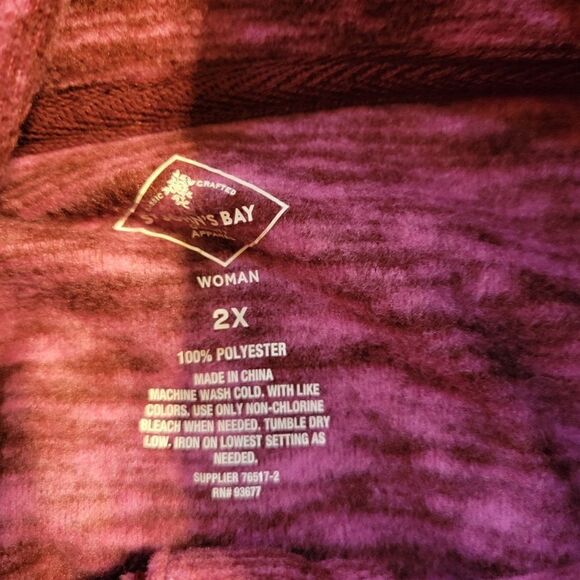 CRAFTED
BAY
WOMAN
2X
100% POLYESTER
MADE IN CHINA
MACHINE WASH COLD. WITH LIKE
COLORS. USE ONLY NON-CHLORINE
BLEACH WHEN NEEDED. TUMBLE DRY
LOW. IRON ON LOWEST SETTING AS
NEEDED.
SUPPLIER 76517-2
RN# 93677